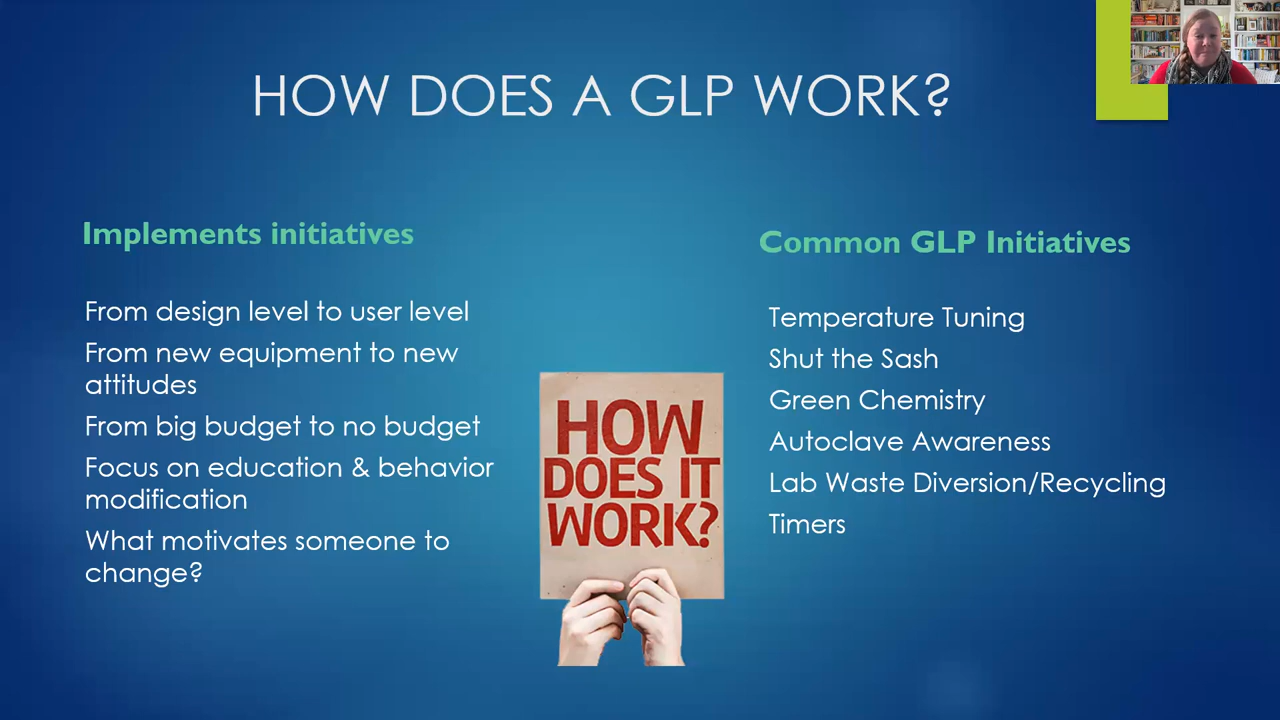 HOW DOES A GLP WORK?
Implements initiatives
From design level to user level
From new equipment to new
attitudes
From big budget to no budget
Focus on education & behavior
modification
What motivates someone to
change?
HOW
DOES IT
WORK?
Common GLP Initiatives
Temperature Tuning
Shut the Sash
Green Chemistry
Autoclave Awareness
Lab Waste Diversion/Recycling
Timers